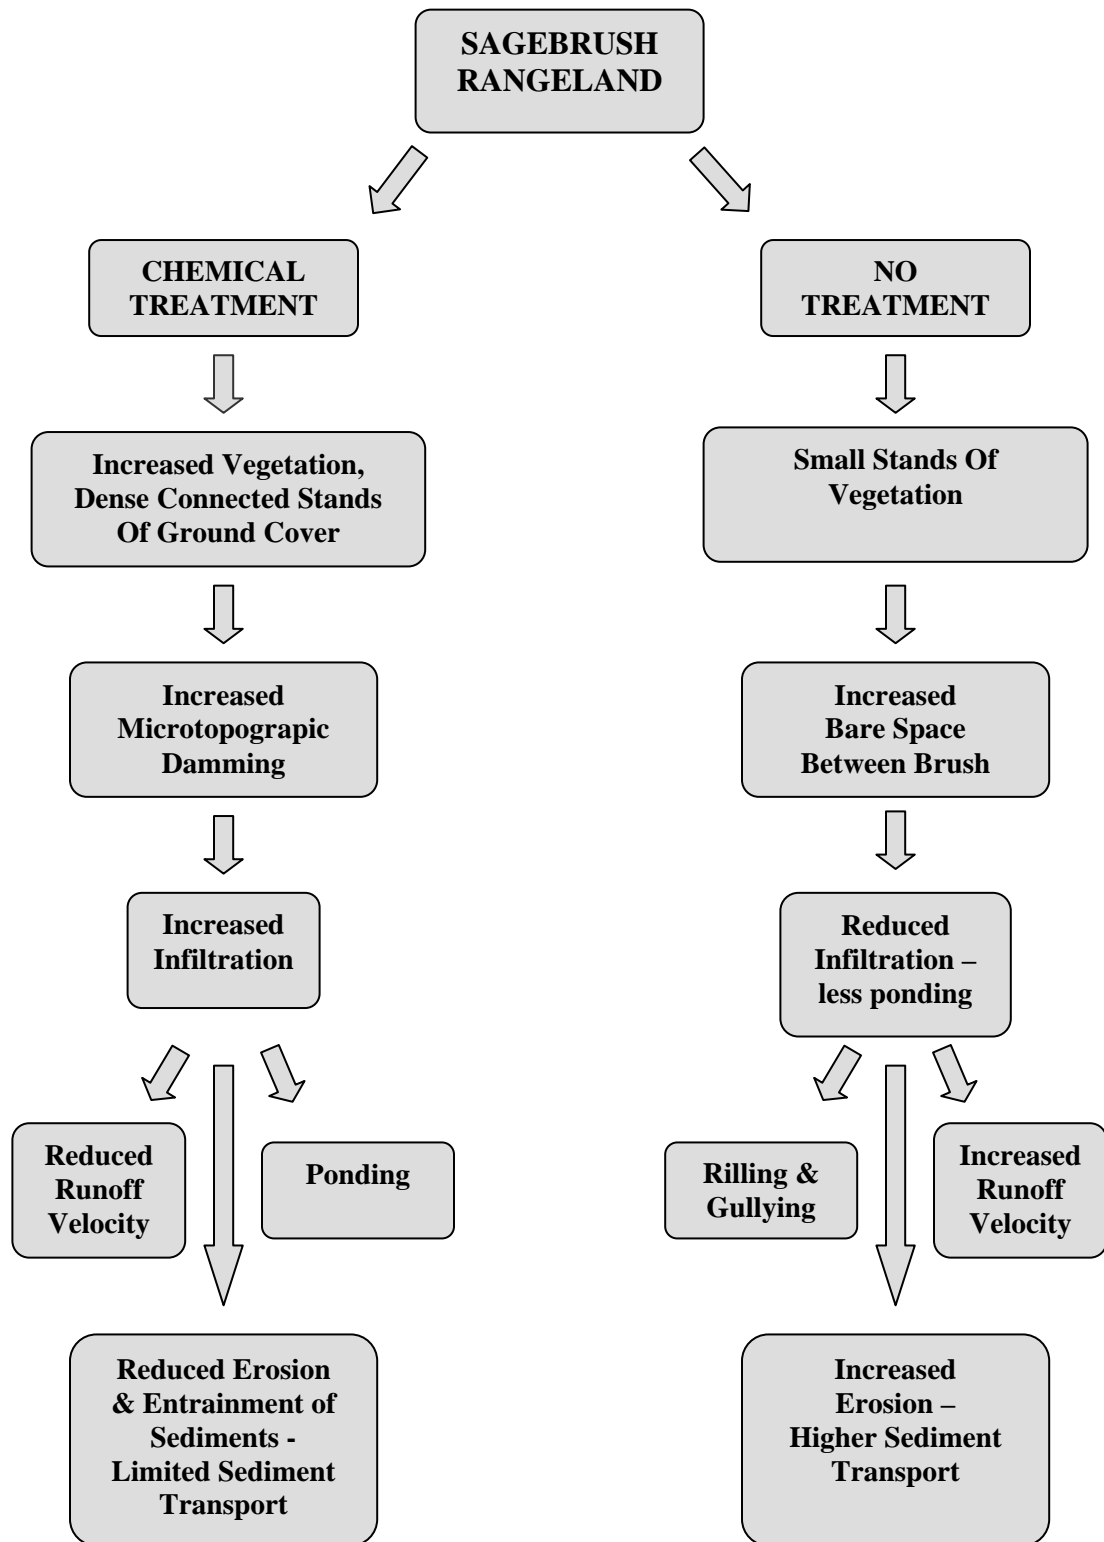 SAGEBRUSH
RANGELAND
CHEMICAL
TREATMENT
NO
TREATMENT
Increased Vegetation,
Dense Connected Stands
Of Ground Cover
Small Stands Of
Vegetation
Increased
Microtopograpic
Damming
Increased
Bare Space
Between Brush
Increased
Infiltration
Reduced
Infiltration –
less ponding
Reduced
Runoff
Velocity
Ponding
Rilling &
Gullying
Increased
Runoff
Velocity
Reduced Erosion
& Entrainment of
Sediments -
Limited Sediment
Transport
Increased
Erosion –
Higher Sediment
Transport